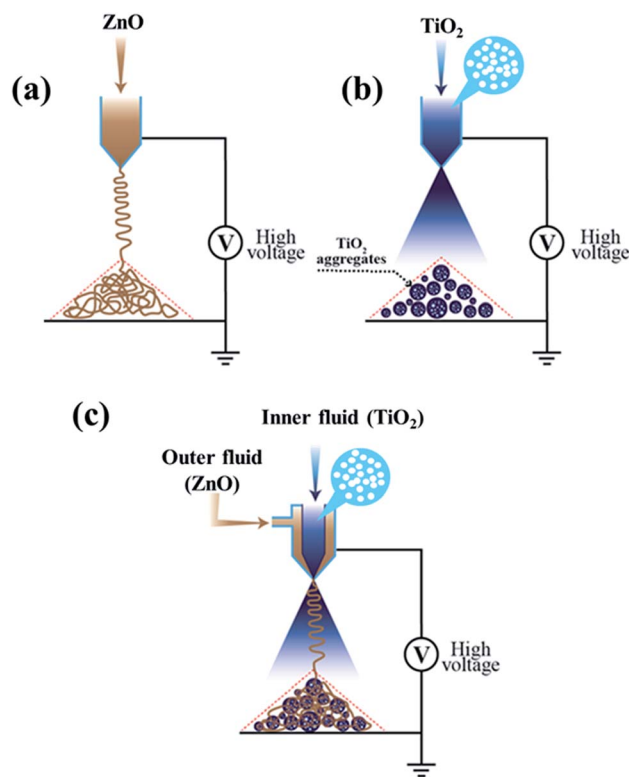 ZnO
(a)
V
High
voltage
TiO₂
(b)
V
High
voltage
TiO₂
aggregates
(c)
Inner fluid (TiO₂)
Outer fluid
(ZnO)
V
High
voltage